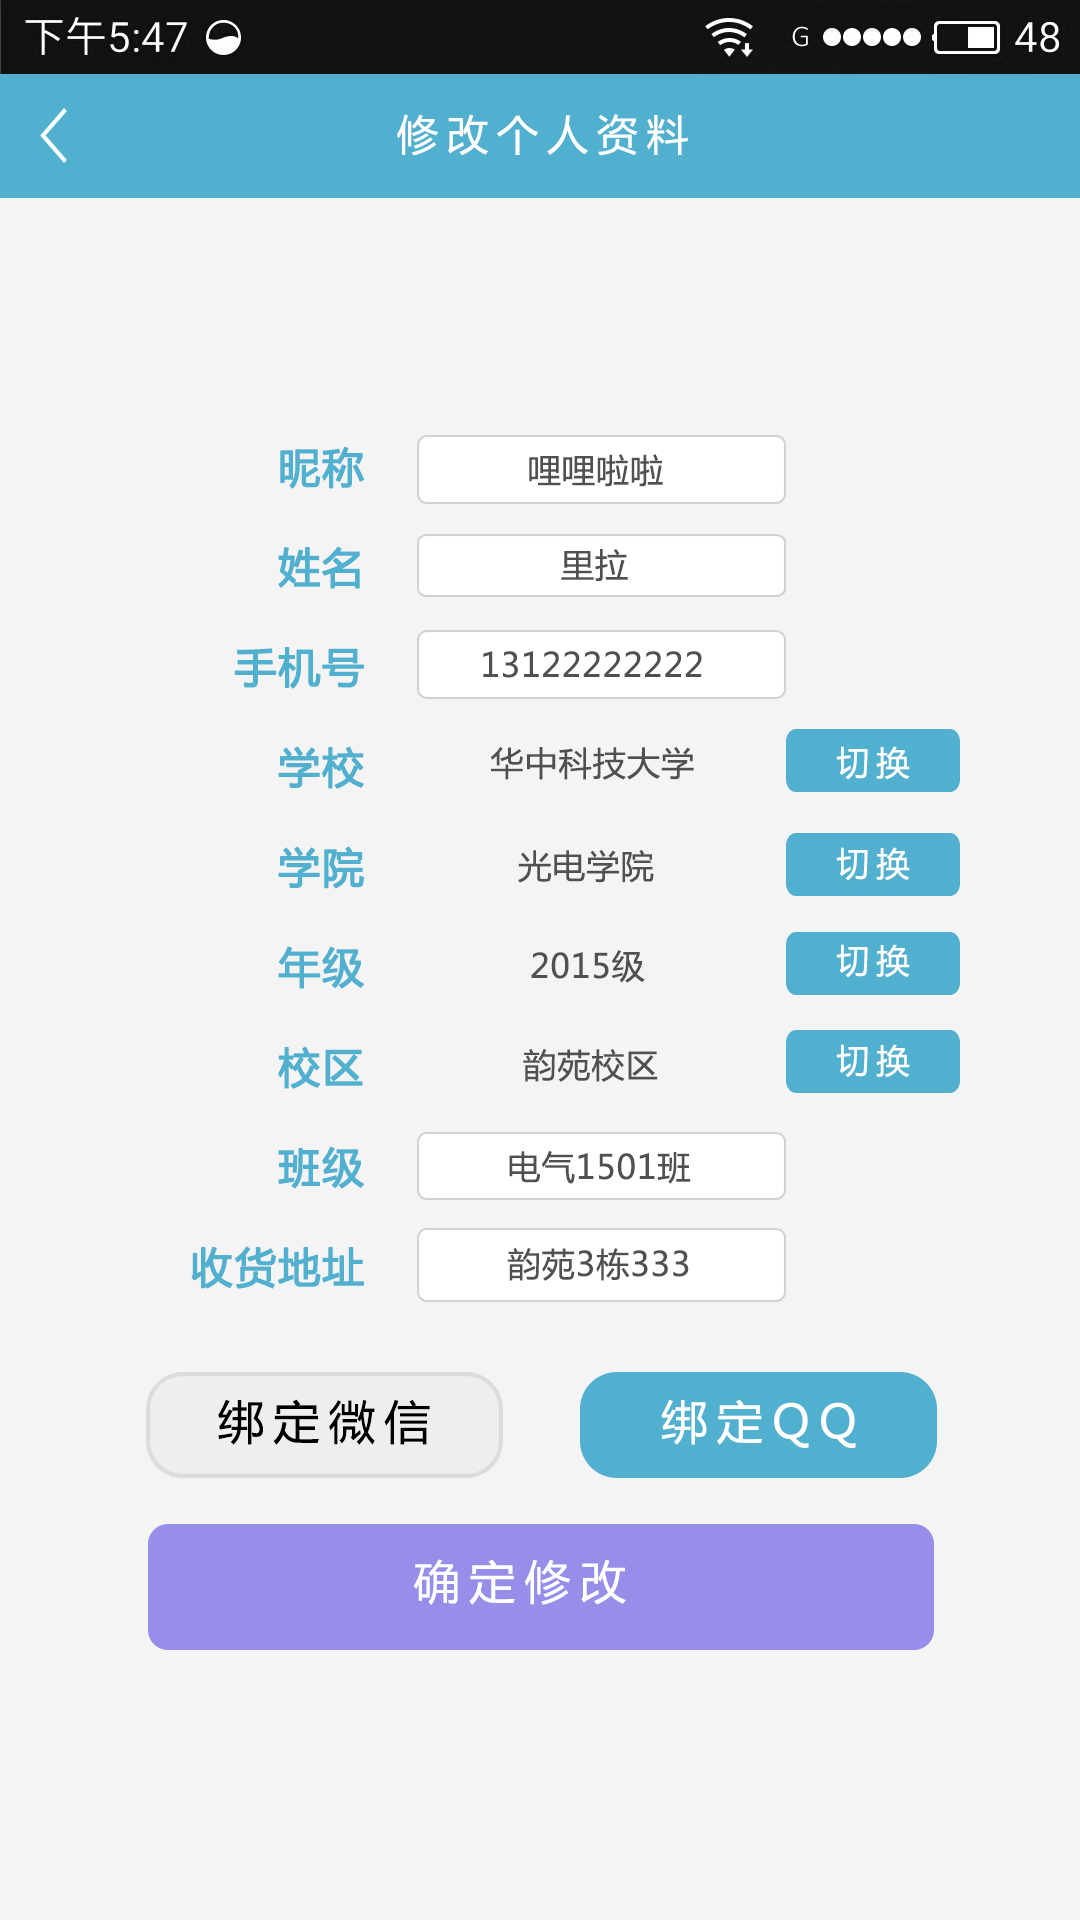 下午5:47 G 48
修改个人资料
昵称 哩哩啦啦
姓名 里拉
手机号 13122222222
学校 华中科技大学 切换
学院 光电学院 切换
年级 2015级 切换
校区 韵苑校区 切换
班级 电气1501班
收货地址 韵苑3栋333
绑定微信 绑定QQ
确定修改